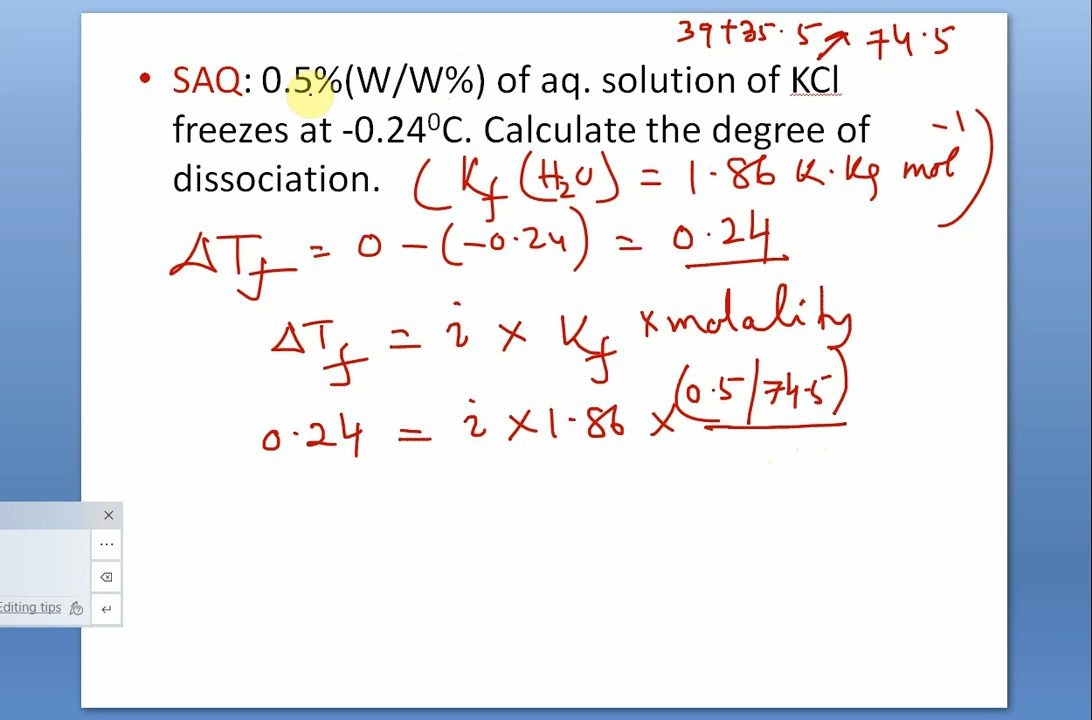 39+35.5 ↗ 74.5
• SAQ: 0.5%(W/W%) of aq. solution of KCl
freezes at -0.24⁰C. Calculate the degree of
dissociation. (Kf (H₂O) = 1.86 K.Kg mol⁻¹)
ΔTf = 0 - (-0.24) = 0.24
ΔTf = i × Kf × molality
0.24 = i × 1.86 × (0.5/74.5)
Editing tips